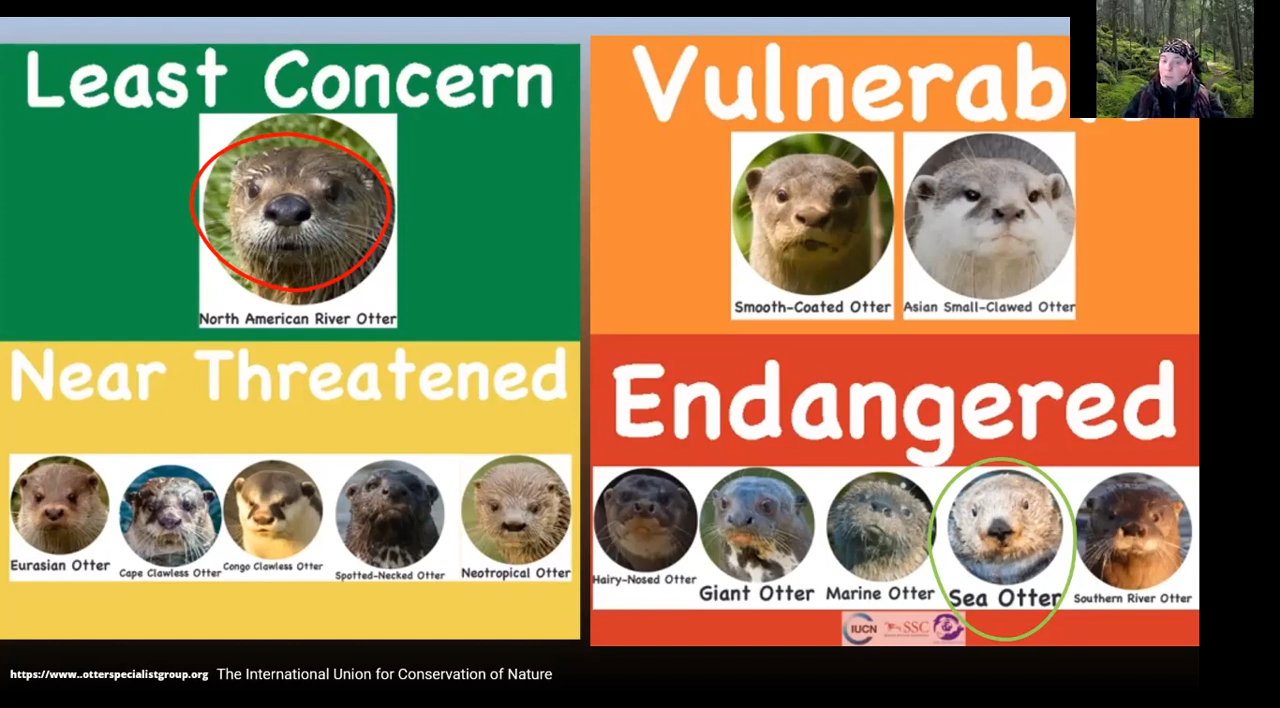 Least Concern
North American River Otter
Near Threatened
Eurasian Otter
Cape Clawless Otter
Congo Clawless Otter
Spotted-Necked Otter
Neotropical Otter
Smooth-Coated Otter
Asian Small-Clawed Otter
Endangered
Hairy-Nosed Otter
Giant Otter
Marine Otter
Sea Otter
Southern River Otter
IUCN
SSC
https://www..otterspecialistgroup.org The International Union for Conservation of Nature